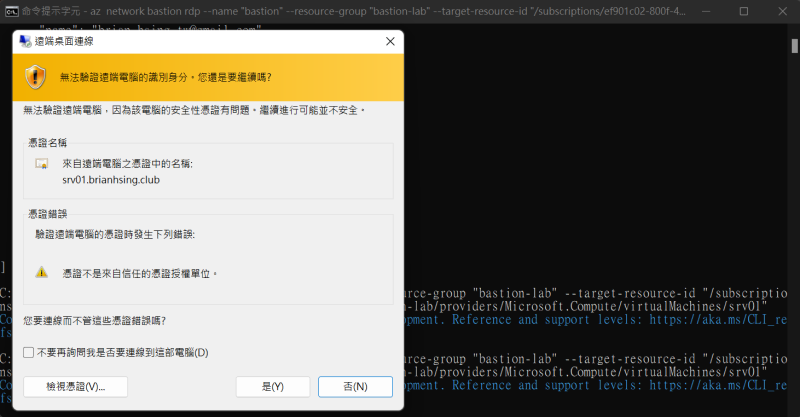 命令提示字元 - az  network bastion rdp --name "bastion" --resource-group "bastion-lab" --target-resource-id "/subscriptions/ef901c02-800f-4...
遠端桌面連線
無法驗證遠端電腦的識別身分。您還是要繼續嗎?
無法驗證遠端電腦，因為該電腦的安全性憑證有問題。繼續進行可能並不安全。
憑證名稱
來自遠端電腦之憑證中的名稱:
srv01.brianhsing.club
憑證錯誤
驗證遠端電腦的憑證時發生下列錯誤:
憑證不是來自信任的憑證授權單位。
您要連線而不管這些憑證錯誤嗎?
不要再詢問我是否要連線到這部電腦(D)
檢視憑證(V)...
是(Y)
否(N)
]
C:
urce-group "bastion-lab" --target-resource-id "/subscriptio
ns
n-lab/providers/Microsoft.Compute/virtualMachines/srv01"
Co
opment. Reference and support levels: https://aka.ms/CLI_re
fs
C:
urce-group "bastion-lab" --target-resource-id "/subscriptio
ns
n-lab/providers/Microsoft.Compute/virtualMachines/srv01"
Co
opment. Reference and support levels: https://aka.ms/CLI_re
fs